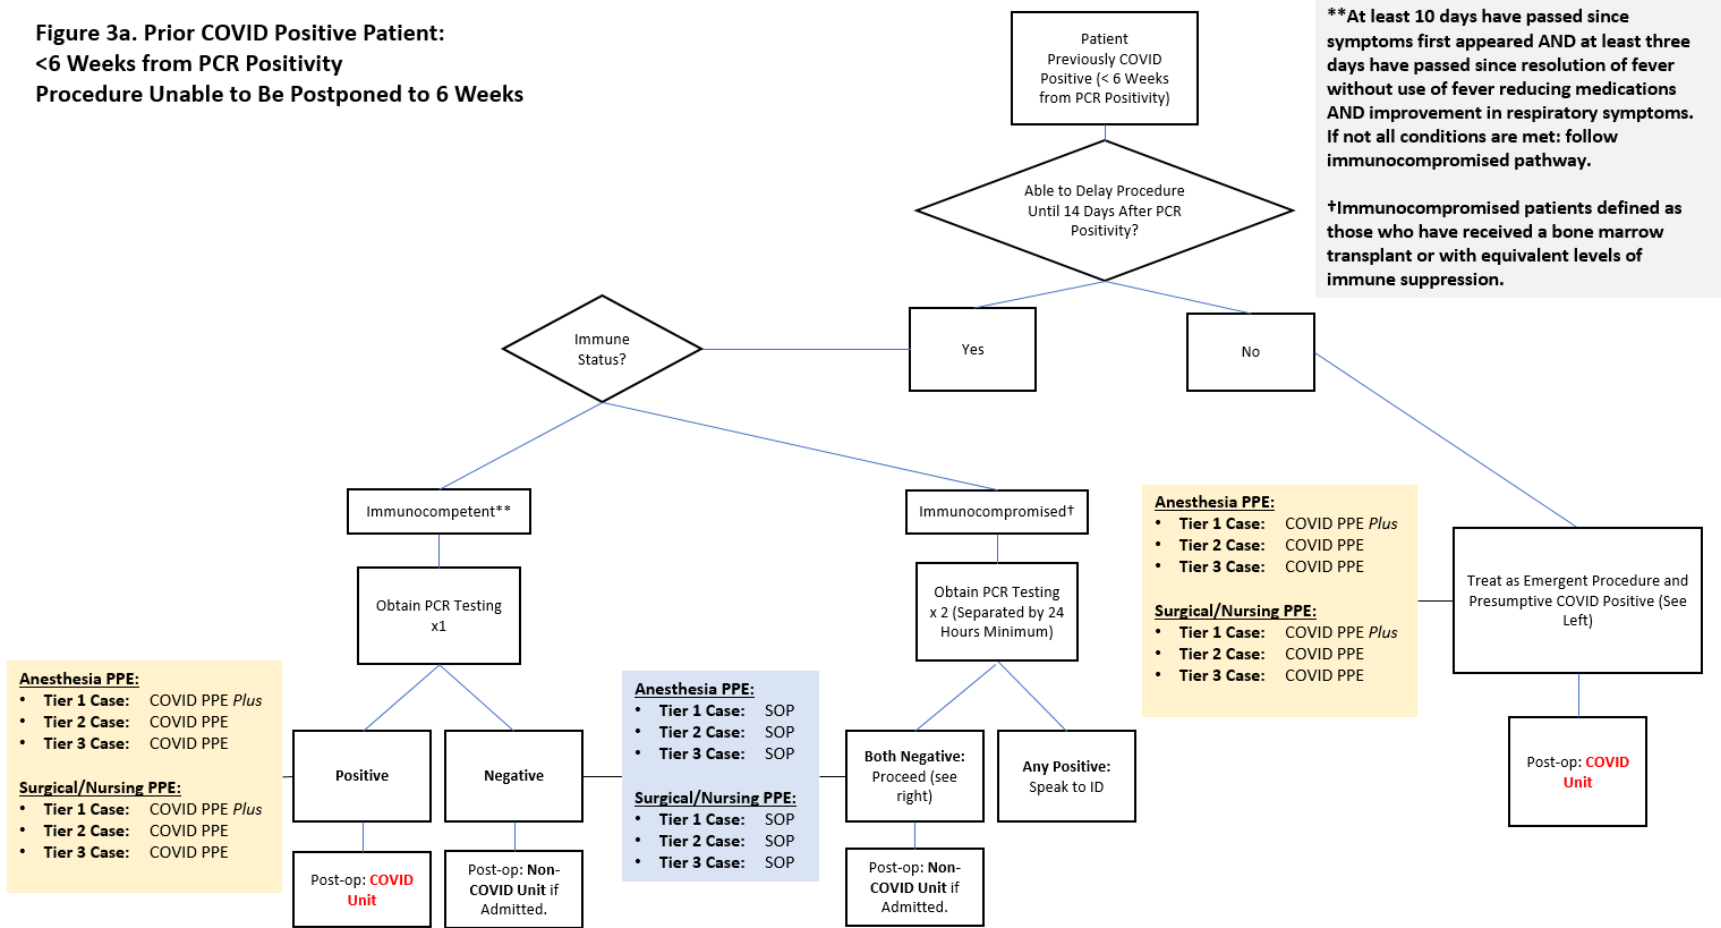 Figure 3a. Prior COVID Positive Patient:
<6 Weeks from PCR Positivity
Procedure Unable to Be Postponed to 6 Weeks
Patient
Previously COVID
Positive (< 6 Weeks
from PCR Positivity)
**At least 10 days have passed since
symptoms first appeared AND at least three
days have passed since resolution of fever
without use of fever reducing medications
AND improvement in respiratory symptoms.
If not all conditions are met: follow
immunocompromised pathway.
†Immunocompromised patients defined as
those who have received a bone marrow
transplant or with equivalent levels of
immune suppression.
Able to Delay Procedure
Until 14 Days After PCR
Positivity?
Immune
Status?
Yes
No
Immunocompetent**
Immunocompromised†
Obtain PCR Testing
x1
Obtain PCR Testing
x 2 (Separated by 24
Hours Minimum)
Anesthesia PPE:
• Tier 1 Case: COVID PPE Plus
• Tier 2 Case: COVID PPE
• Tier 3 Case: COVID PPE
Surgical/Nursing PPE:
• Tier 1 Case: COVID PPE Plus
• Tier 2 Case: COVID PPE
• Tier 3 Case: COVID PPE
Treat as Emergent Procedure and
Presumptive COVID Positive (See
Left)
Anesthesia PPE:
• Tier 1 Case: COVID PPE Plus
• Tier 2 Case: COVID PPE
• Tier 3 Case: COVID PPE
Surgical/Nursing PPE:
• Tier 1 Case: COVID PPE Plus
• Tier 2 Case: COVID PPE
• Tier 3 Case: COVID PPE
Positive
Negative
Anesthesia PPE:
• Tier 1 Case: SOP
• Tier 2 Case: SOP
• Tier 3 Case: SOP
Surgical/Nursing PPE:
• Tier 1 Case: SOP
• Tier 2 Case: SOP
• Tier 3 Case: SOP
Both Negative:
Proceed (see
right)
Any Positive:
Speak to ID
Post-op: COVID
Unit
Post-op: Non-
COVID Unit if
Admitted.
Post-op: Non-
COVID Unit if
Admitted.
Post-op: COVID
Unit